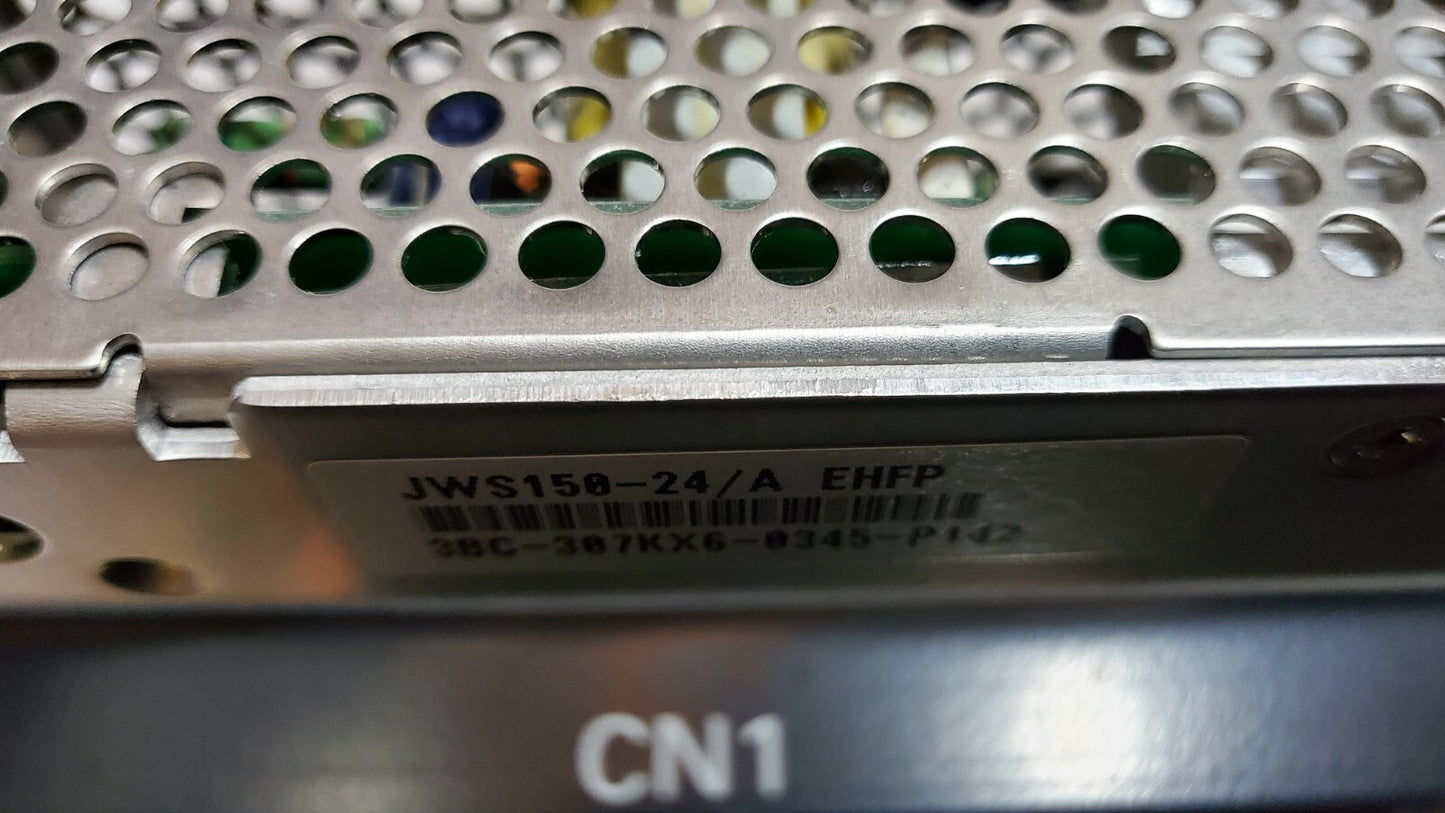 JWS150-24/A EHFP
3BC-307KX6-0345-P142
CN1